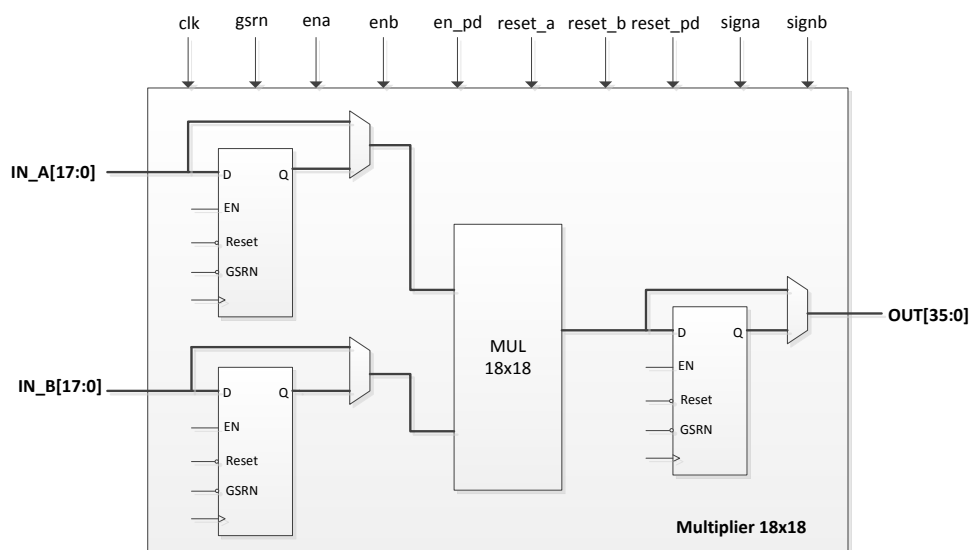 clk gsrn ena enb en_pd reset_a reset_b reset_pd signa signb
IN_A[17:0]
D Q
EN
Reset
GSRN
IN_B[17:0]
D Q
EN
Reset
GSRN
MUL
18x18
D Q
EN
Reset
GSRN
OUT[35:0]
Multiplier 18x18